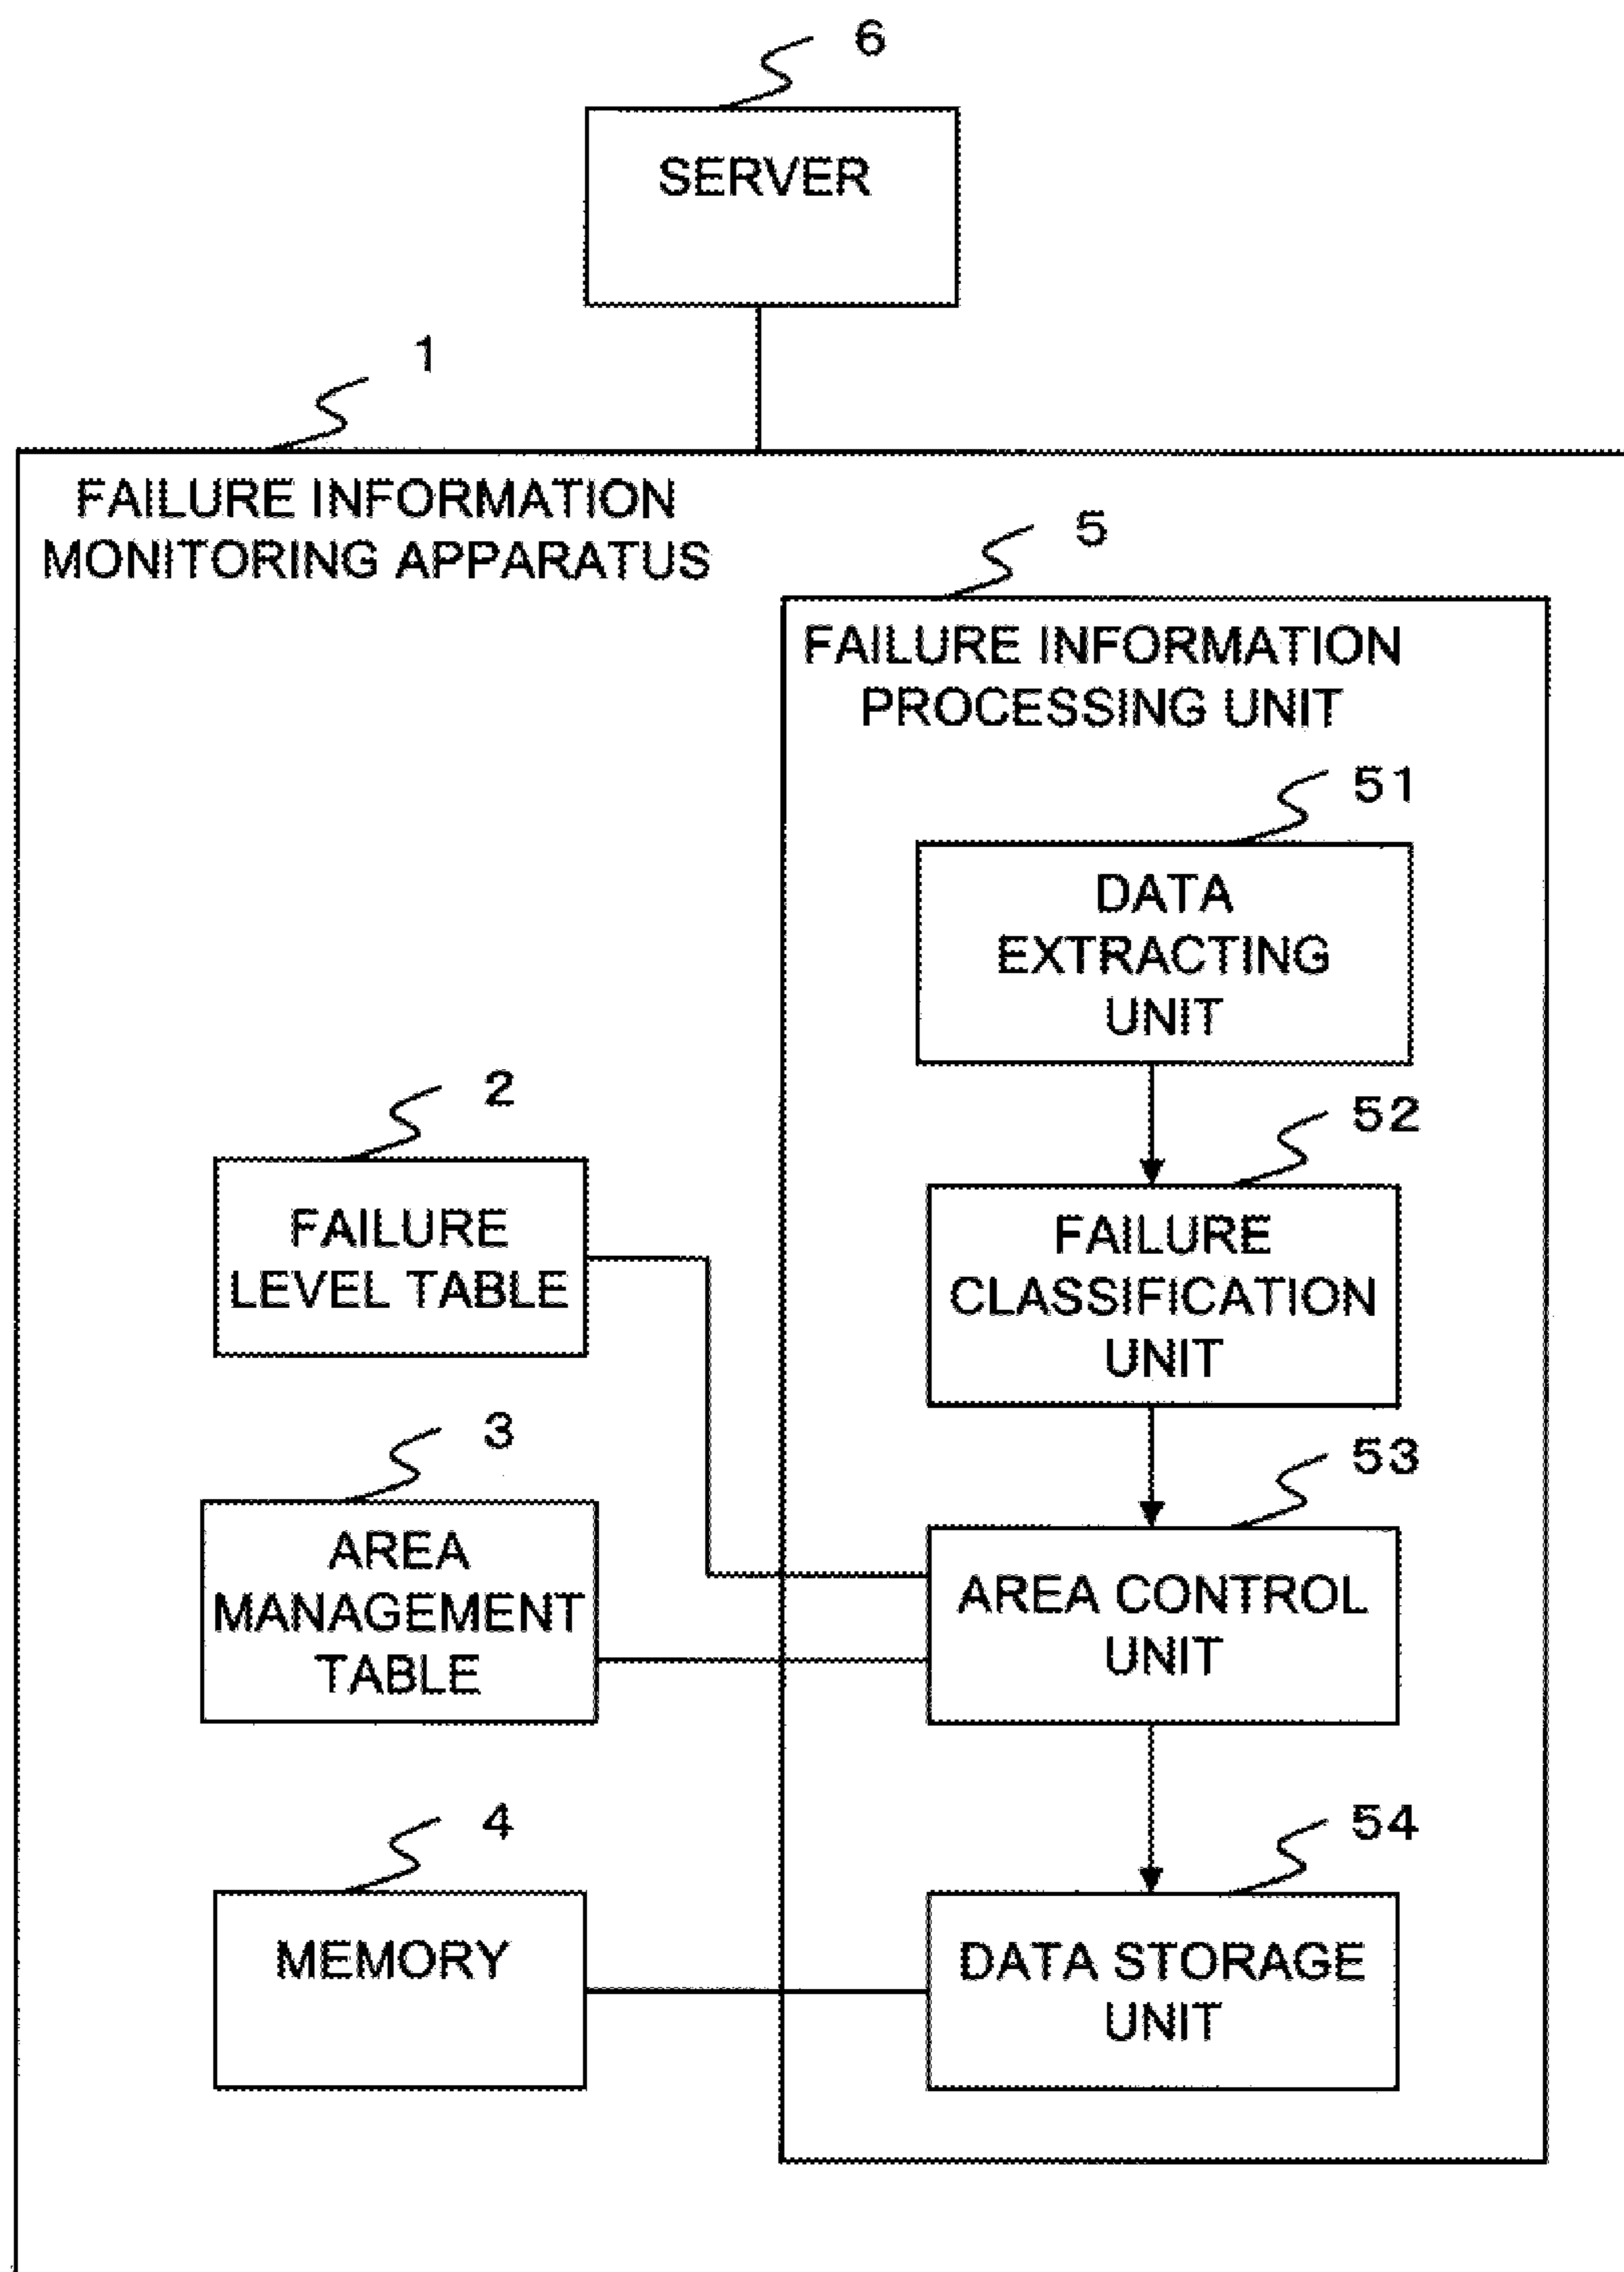 6
SERVER
1
FAILURE INFORMATION
MONITORING APPARATUS
5
FAILURE INFORMATION
PROCESSING UNIT
51
DATA
EXTRACTING
UNIT
2
52
FAILURE
LEVEL TABLE
FAILURE
CLASSIFICATION
UNIT
3
53
AREA
MANAGEMENT
TABLE
AREA CONTROL
UNIT
4
54
MEMORY
DATA STORAGE
UNIT